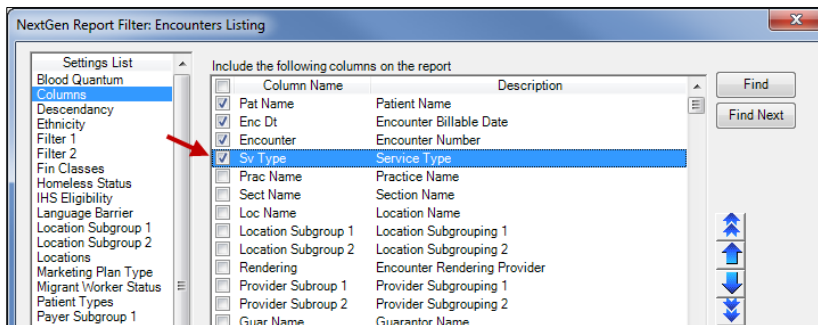 NextGen Report Filter: Encounters Listing
Settings List
Blood Quantum
Columns
Descendancy
Ethnicity
Filter 1
Filter 2
Fin Classes
Homeless Status
IHS Eligibility
Language Barrier
Location Subgroup 1
Location Subgroup 2
Locations
Marketing Plan Type
Migrant Worker Status
Patient Types
Payer Subgroup 1
Include the following columns on the report
Column Name Description
Pat Name Patient Name
Enc Dt Encounter Billable Date
Encounter Encounter Number
Sv Type Service Type
Prac Name Practice Name
Sect Name Section Name
Loc Name Location Name
Location Subgroup 1 Location Subgrouping 1
Location Subgroup 2 Location Subgrouping 2
Rendering Encounter Rendering Provider
Provider Subroup 1 Provider Subgrouping 1
Provider Subroup 2 Provider Subgrouping 2
Guar Name Guarantor Name
Find
Find Next